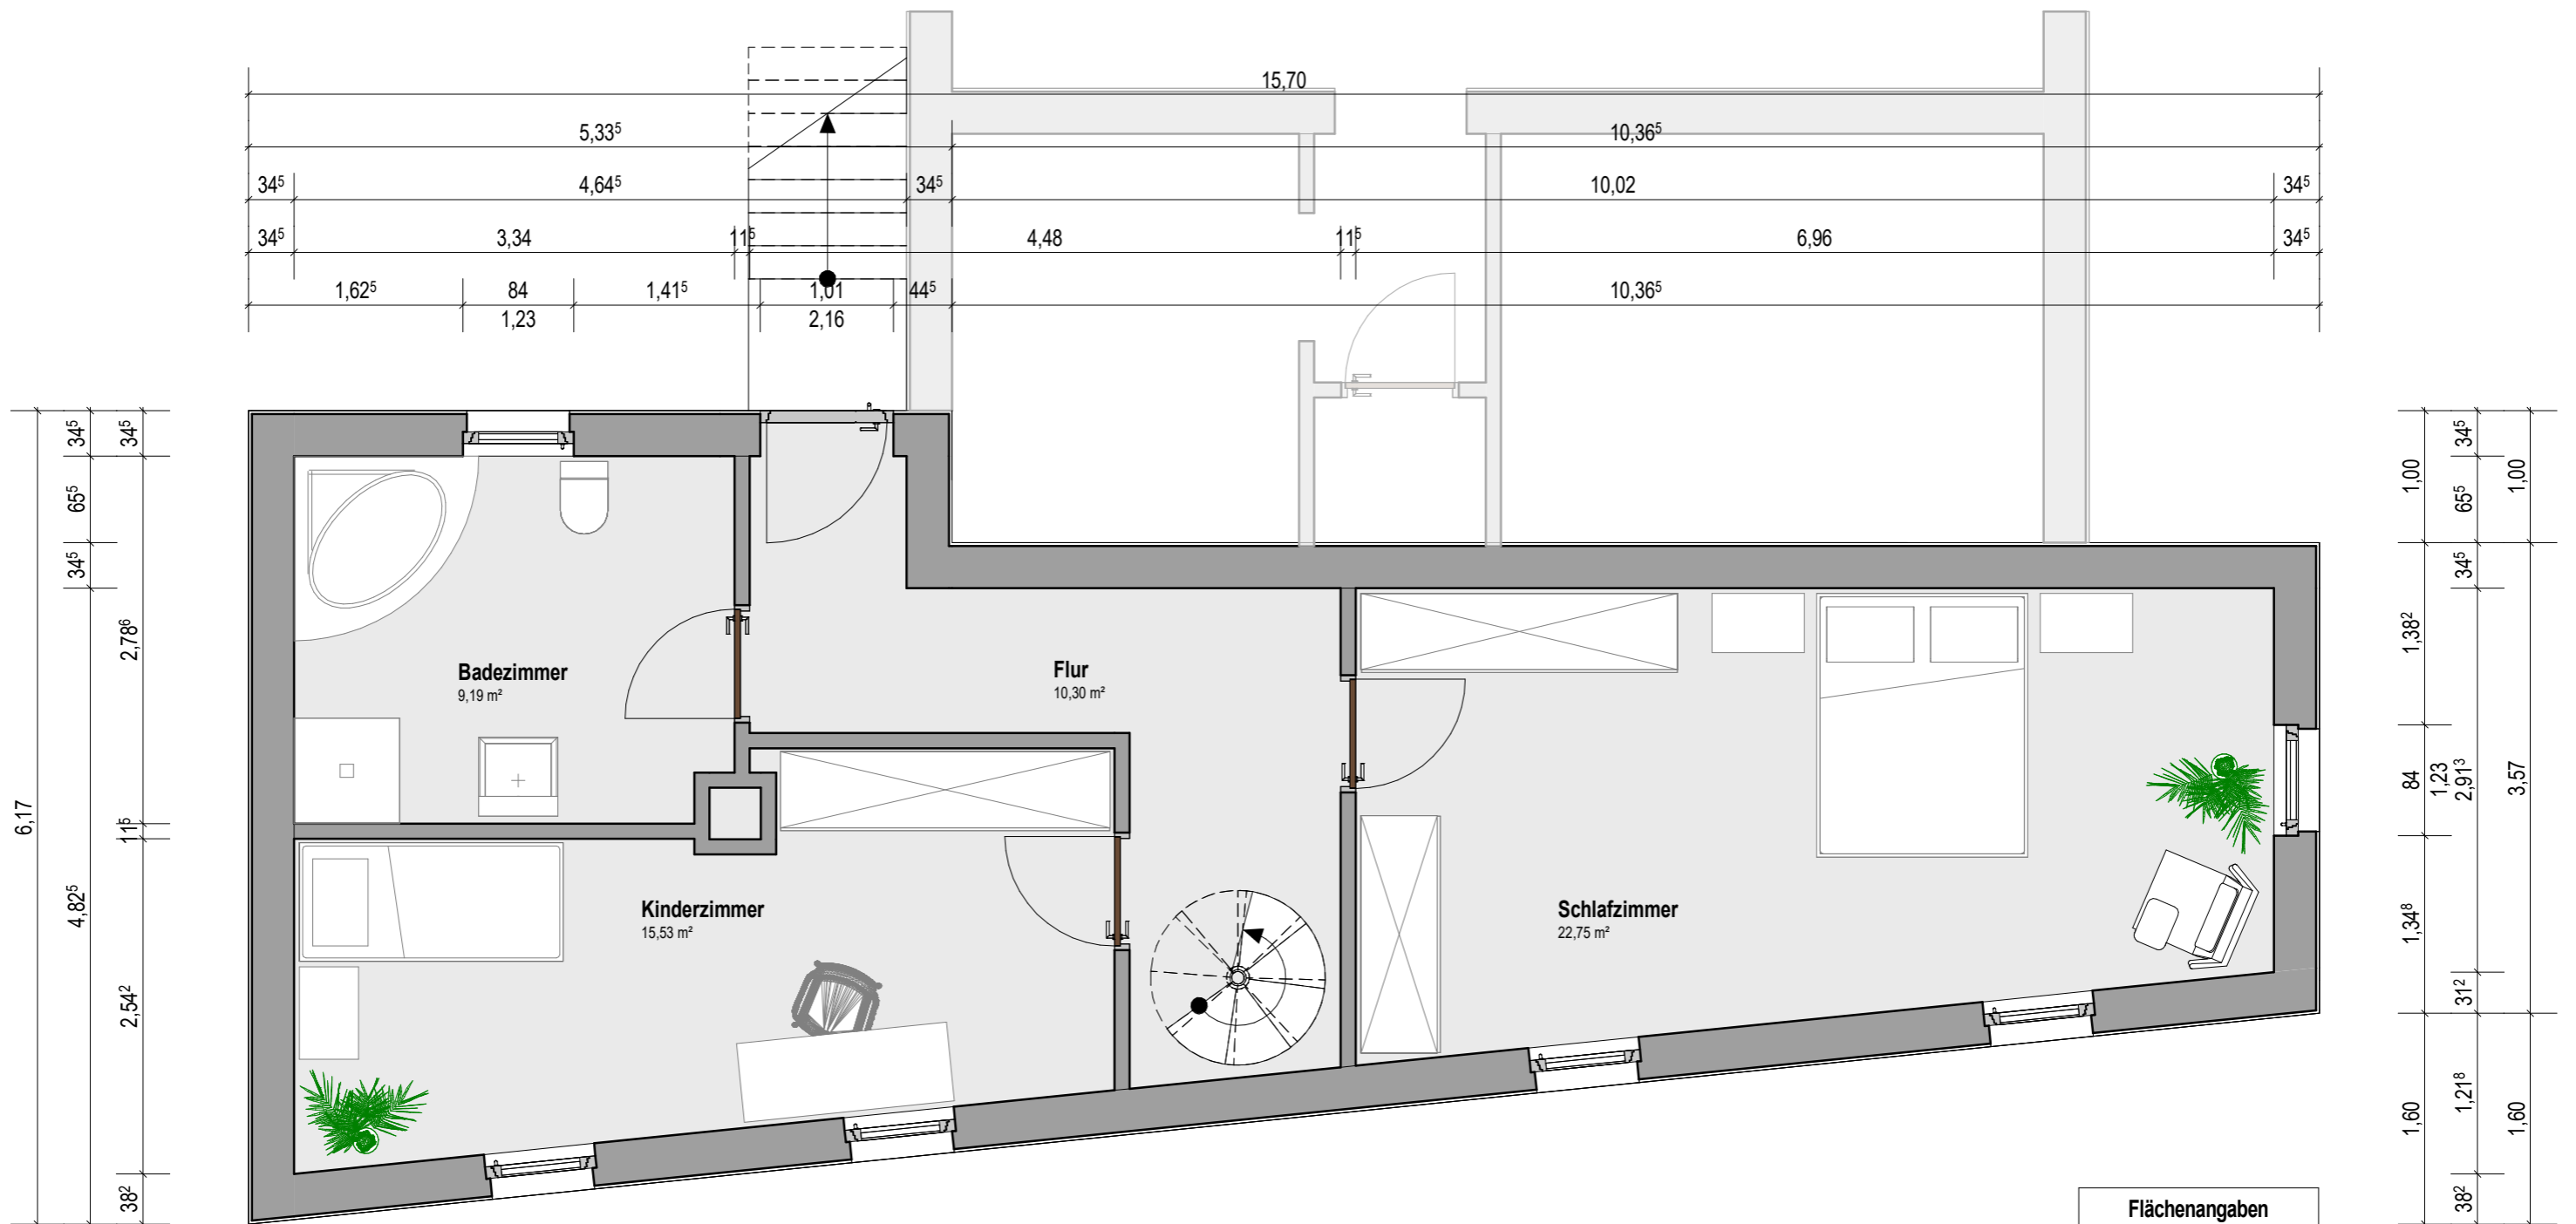 15,70
5,33⁵ 10,36⁵
34⁵ 4,64⁵ 34⁵ 10,02 34⁵
34⁵ 3,34 11⁵ 4,48 11⁵ 6,96 34⁵
1,62⁵ 84 1,41⁵ 1,01 44⁵ 10,36⁵
1,23 2,16
6,17
34⁵ 65⁵ 34⁵ 4,82⁵
34⁵ 2,78⁶ 11⁵ 2,54² 38²
Badezimmer
9,19 m²
Flur
10,30 m²
Kinderzimmer
15,53 m²
Schlafzimmer
22,75 m²
1,00 1,38² 84 1,34⁸ 1,60
1,23
34⁵ 65⁵ 34⁵ 2,91³ 31² 1,21⁸ 38²
1,00 3,57 1,60
Flächenangaben